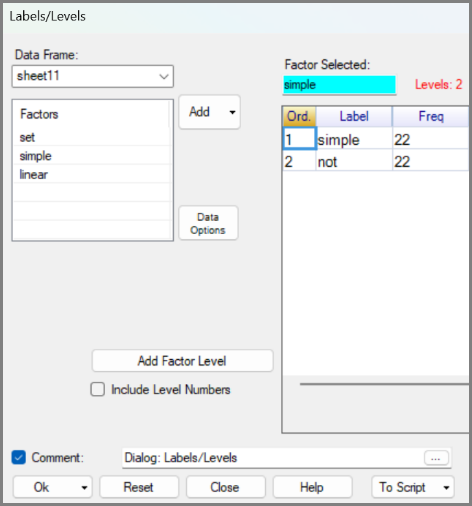 Labels/Levels
Data Frame:
sheet11
Factors
set
simple
linear
Add
Data
Options
Factor Selected:
simple
Levels: 2
Ord. Label Freq
1 simple 22
2 not 22
Add Factor Level
Include Level Numbers
Comment: Dialog: Labels/Levels ...
Ok Reset Close Help To Script